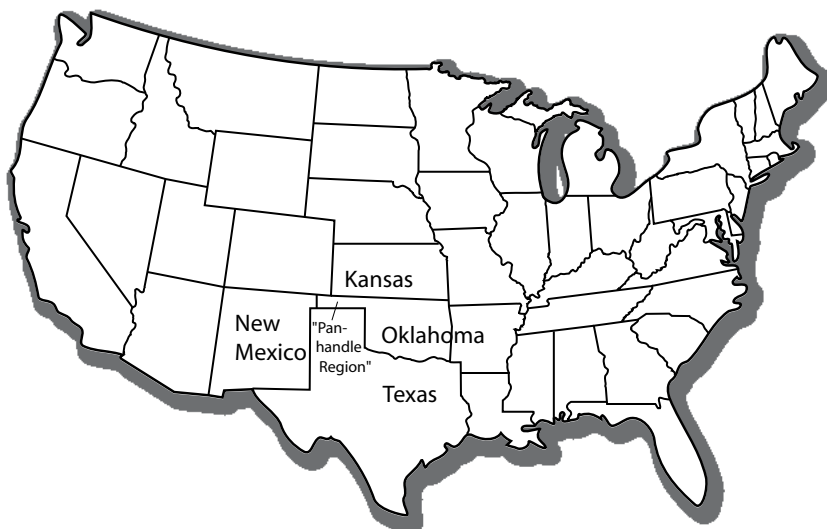 Kansas
New
Mexico
"Pan-
handle
Region"
Oklahoma
Texas